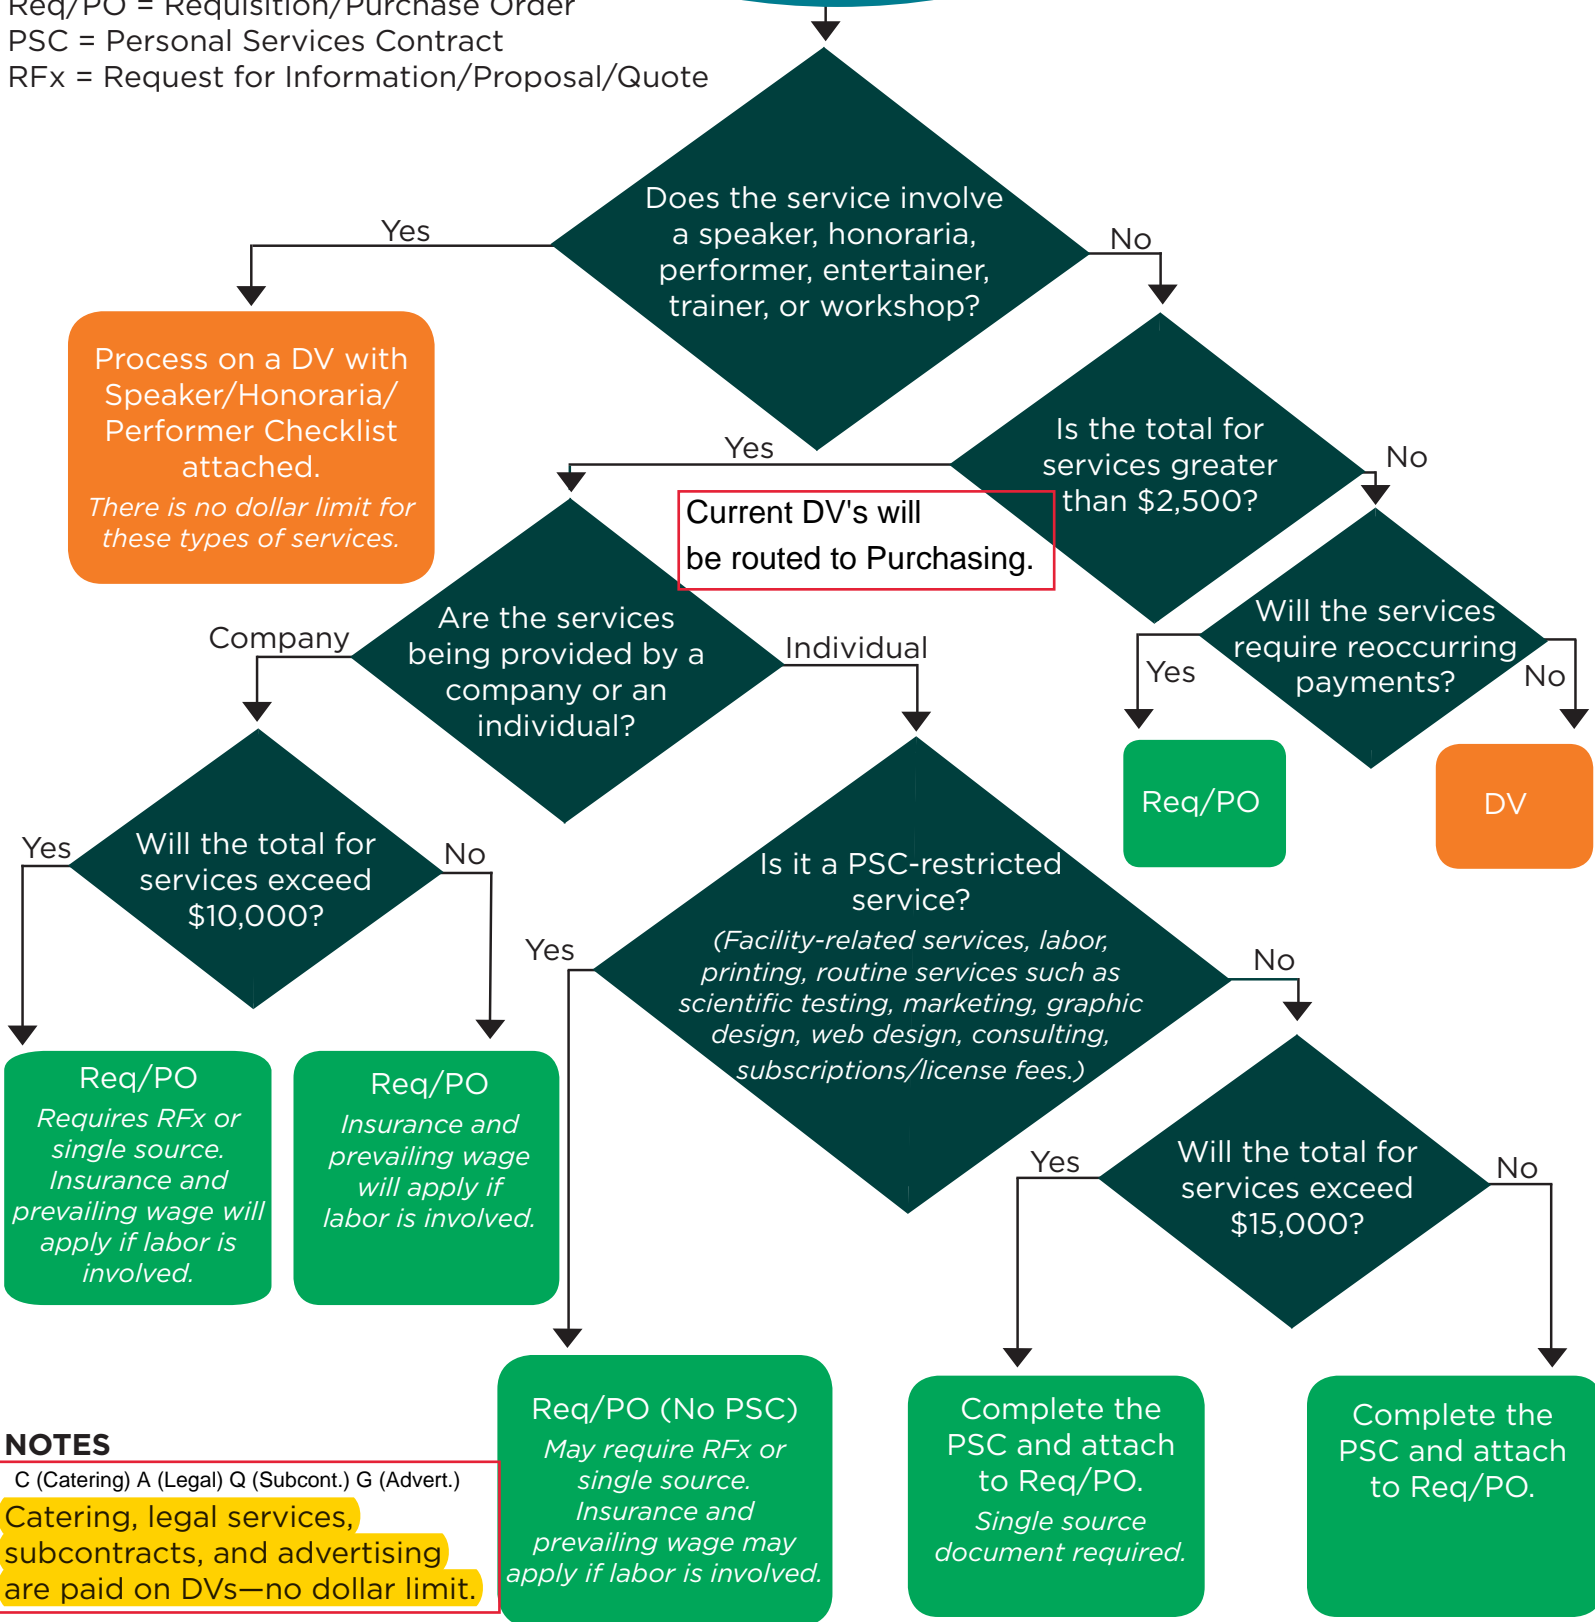 Req/PO = Requisition/Purchase Order
PSC = Personal Services Contract
RFx = Request for Information/Proposal/Quote
Does the service involve
a speaker, honoraria,
performer, entertainer,
trainer, or workshop?
Yes
No
Process on a DV with
Speaker/Honoraria/
Performer Checklist
attached.
There is no dollar limit for
these types of services.
Is the total for
services greater
than $2,500?
Yes
No
Current DV's will
be routed to Purchasing.
Are the services
being provided by a
company or an
individual?
Company
Individual
Will the services
require reoccurring
payments?
Yes
No
Req/PO
DV
Will the total for
services exceed
$10,000?
Yes
No
Is it a PSC-restricted
service?
(Facility-related services, labor,
printing, routine services such as
scientific testing, marketing, graphic
design, web design, consulting,
subscriptions/license fees.)
Yes
No
Req/PO
Requires RFx or
single source.
Insurance and
prevailing wage will
apply if labor is
involved.
Req/PO
Insurance and
prevailing wage
will apply if
labor is involved.
Will the total for
services exceed
$15,000?
Yes
No
Req/PO (No PSC)
May require RFx or
single source.
Insurance and
prevailing wage may
apply if labor is involved.
Complete the
PSC and attach
to Req/PO.
Single source
document required.
Complete the
PSC and attach
to Req/PO.
NOTES
C (Catering) A (Legal) Q (Subcont.) G (Advert.)
Catering, legal services,
subcontracts, and advertising
are paid on DVs—no dollar limit.